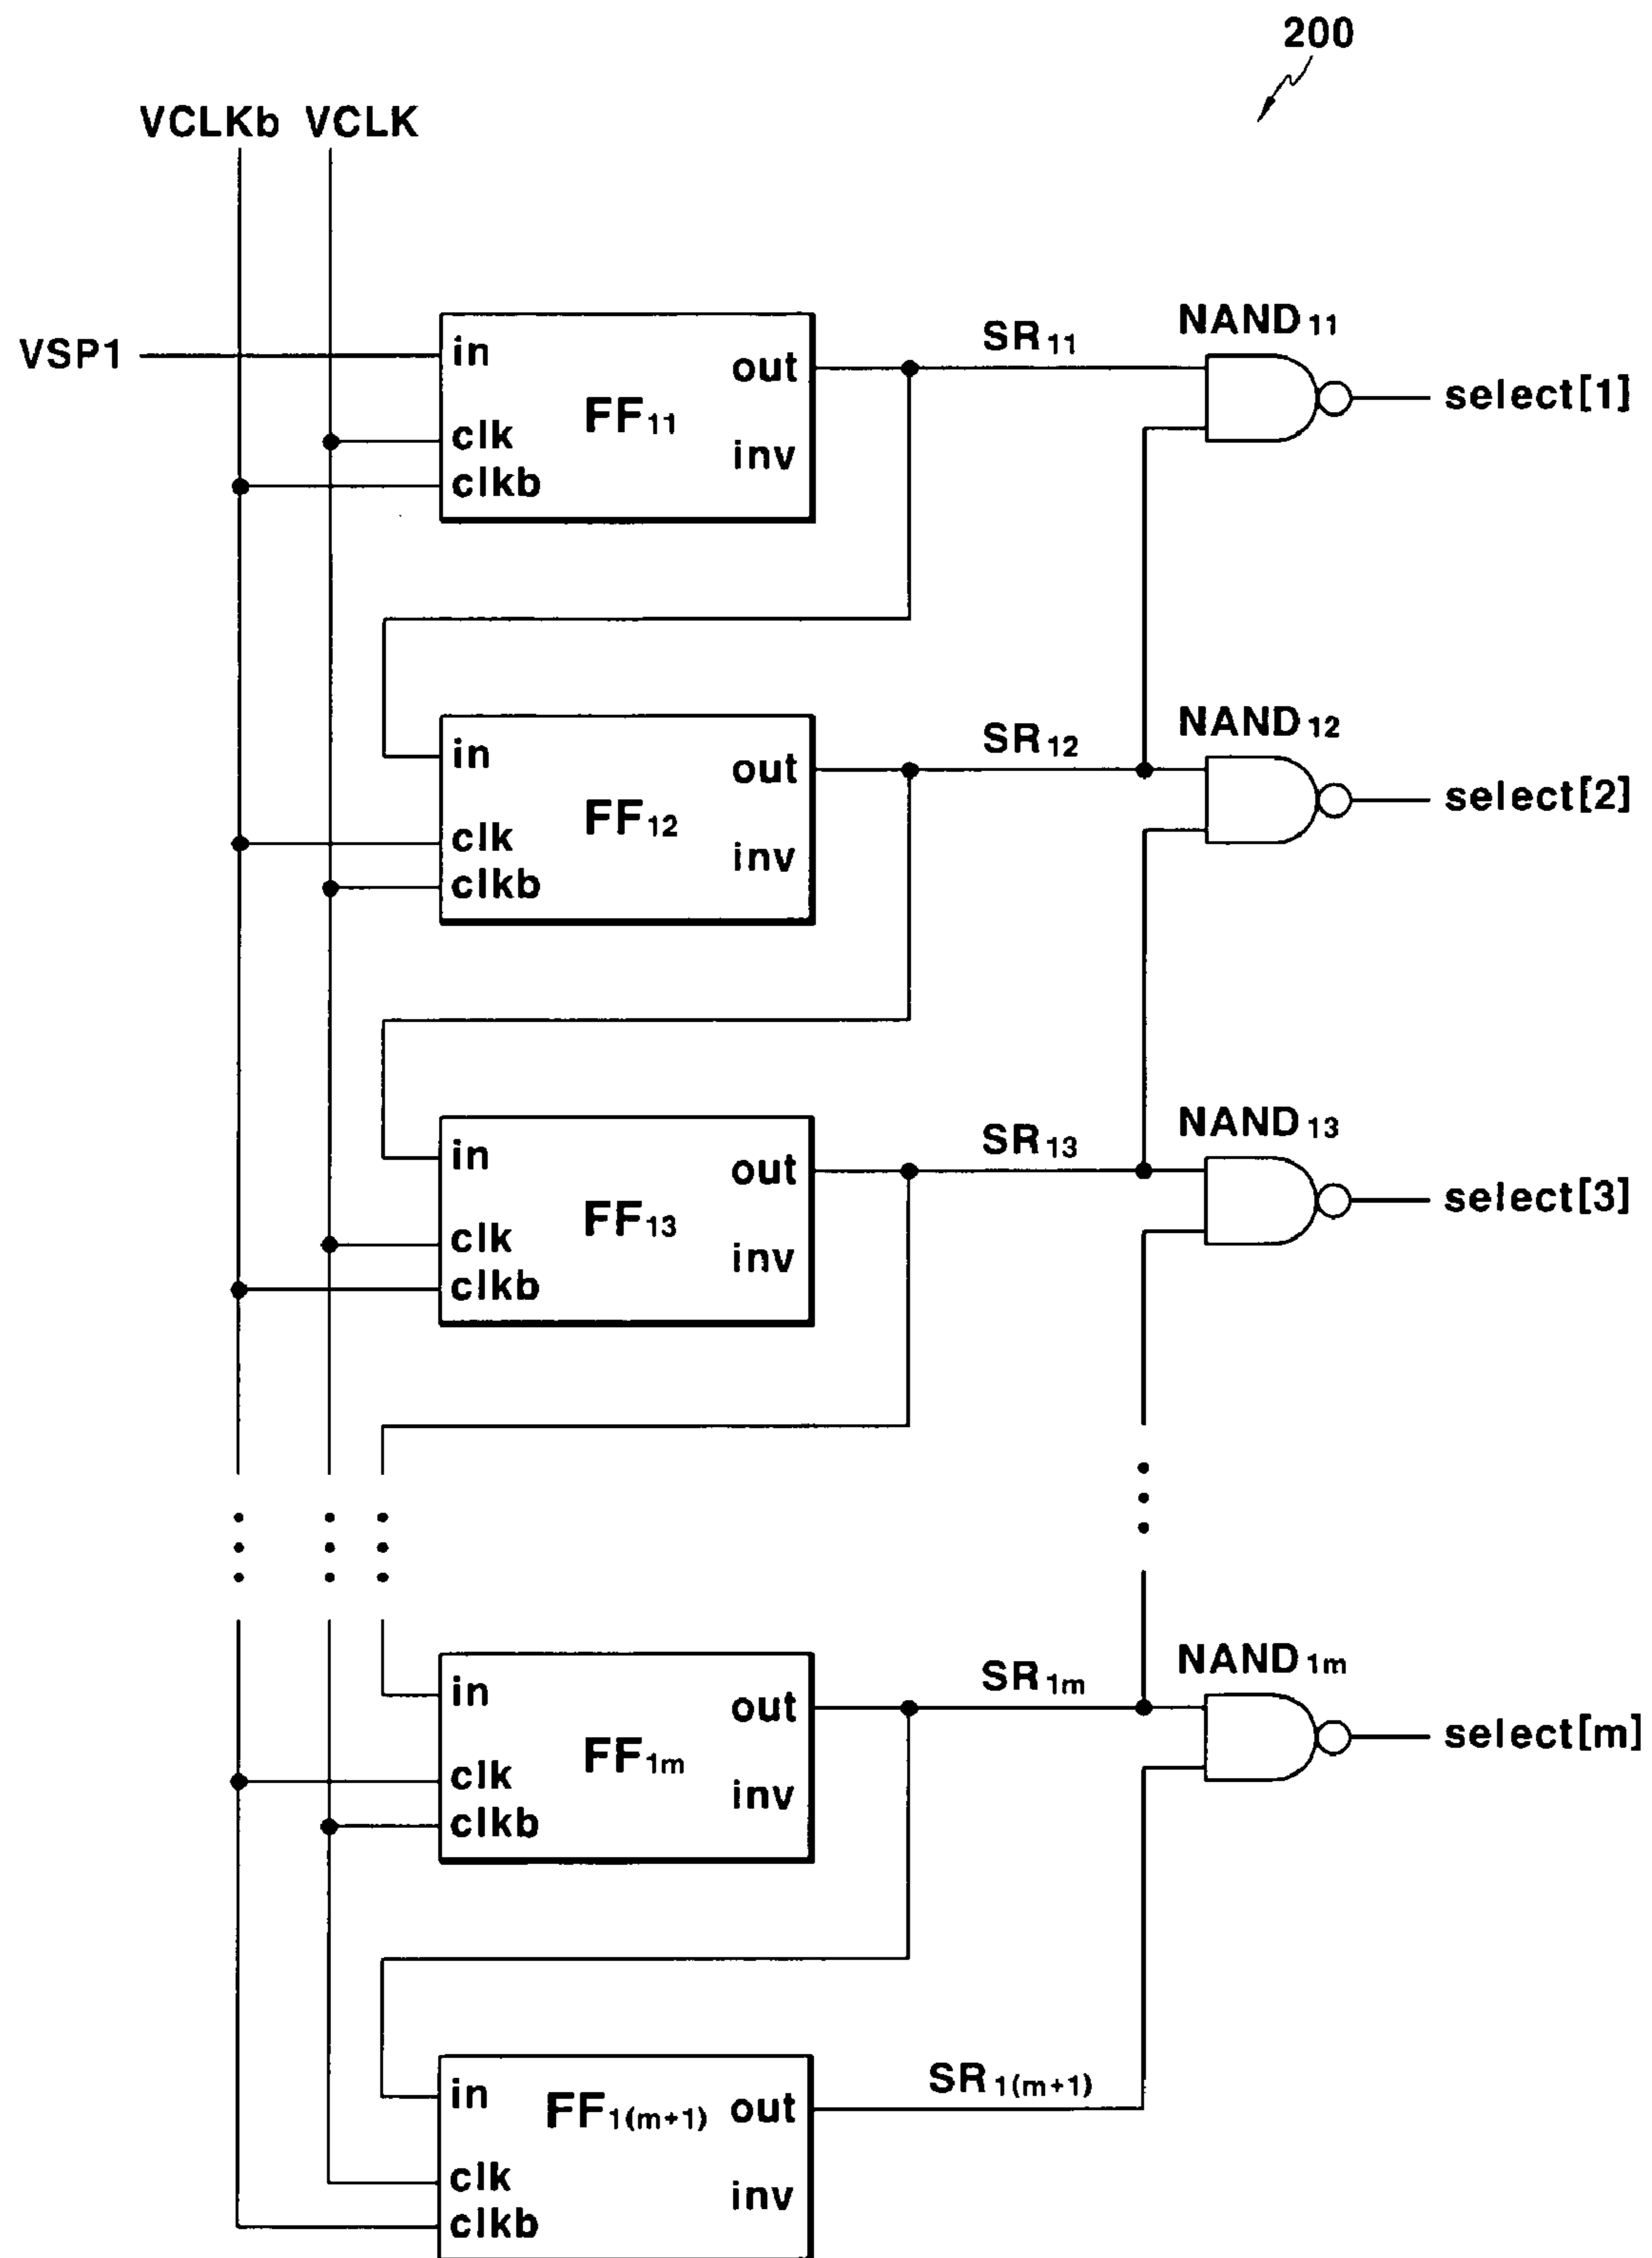 200
VCLKb VCLK
VSP1
in
clk
clkb
FF11
out
inv
SR11
NAND11
select[1]
in
clk
clkb
FF12
out
inv
SR12
NAND12
select[2]
in
clk
clkb
FF13
out
inv
SR13
NAND13
select[3]
in
clk
clkb
FF1m
out
inv
SR1m
NAND1m
select[m]
in
clk
clkb
FF1(m+1)
out
inv
SR1(m+1)